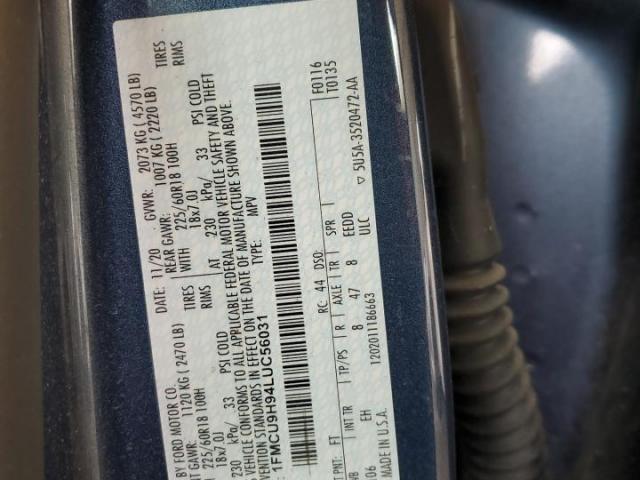 BY FORD MOTOR CO. DATE: 11/20 GVWR: 2073 KG ( 4570 LB)
GAWR: 1120 KG ( 2470 LB) REAR GAWR: 1007 KG ( 2220 LB)
225/60R18 100H TIRES WITH 225/60R18 100H TIRES
18x7.0J RIMS 18x7.0J RIMS
230 kPa/ 33 PSI COLD AT 230 kPa/ 33 PSI COLD
VEHICLE CONFORMS TO ALL APPLICABLE FEDERAL MOTOR VEHICLE SAFETY AND THEFT
VENTION STANDARDS IN EFFECT ON THE DATE OF MANUFACTURE SHOWN ABOVE.
1FMCU9H94LUC56031 TYPE: MPV
F0116
RC: 44 DSO: T0135
PNT: FT INT TR TP/PS R AXLE TR SPR
WB 8 47 8 EEDD ▽ 5U5A-3520472-AA
06 EH ULC
MADE IN U.S.A. 1202011186663